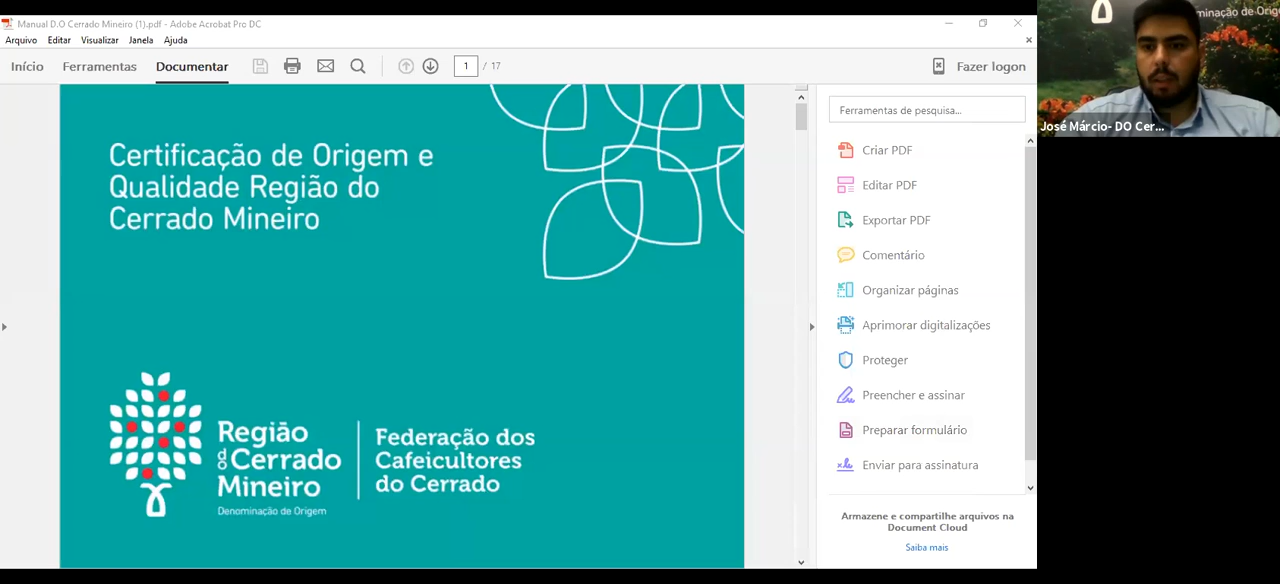 Manual D.O Cerrado Mineiro (1).pdf - Adobe Acrobat Pro DC
Arquivo Editar Visualizar Janela Ajuda
Início Ferramentas Documentar 1 / 17 Fazer logon
Certificação de Origem e
Qualidade Região do
Cerrado Mineiro
Região
do Cerrado
Mineiro
Denominação de Origem
Federação dos
Cafeicultores
do Cerrado
Ferramentas de pesquisa...
Criar PDF
Editar PDF
Exportar PDF
Comentário
Organizar páginas
Aprimorar digitalizações
Proteger
Preencher e assinar
Preparar formulário
Enviar para assinatura
Armazene e compartilhe arquivos na
Document Cloud
Saiba mais
José Márcio- DO Cer...